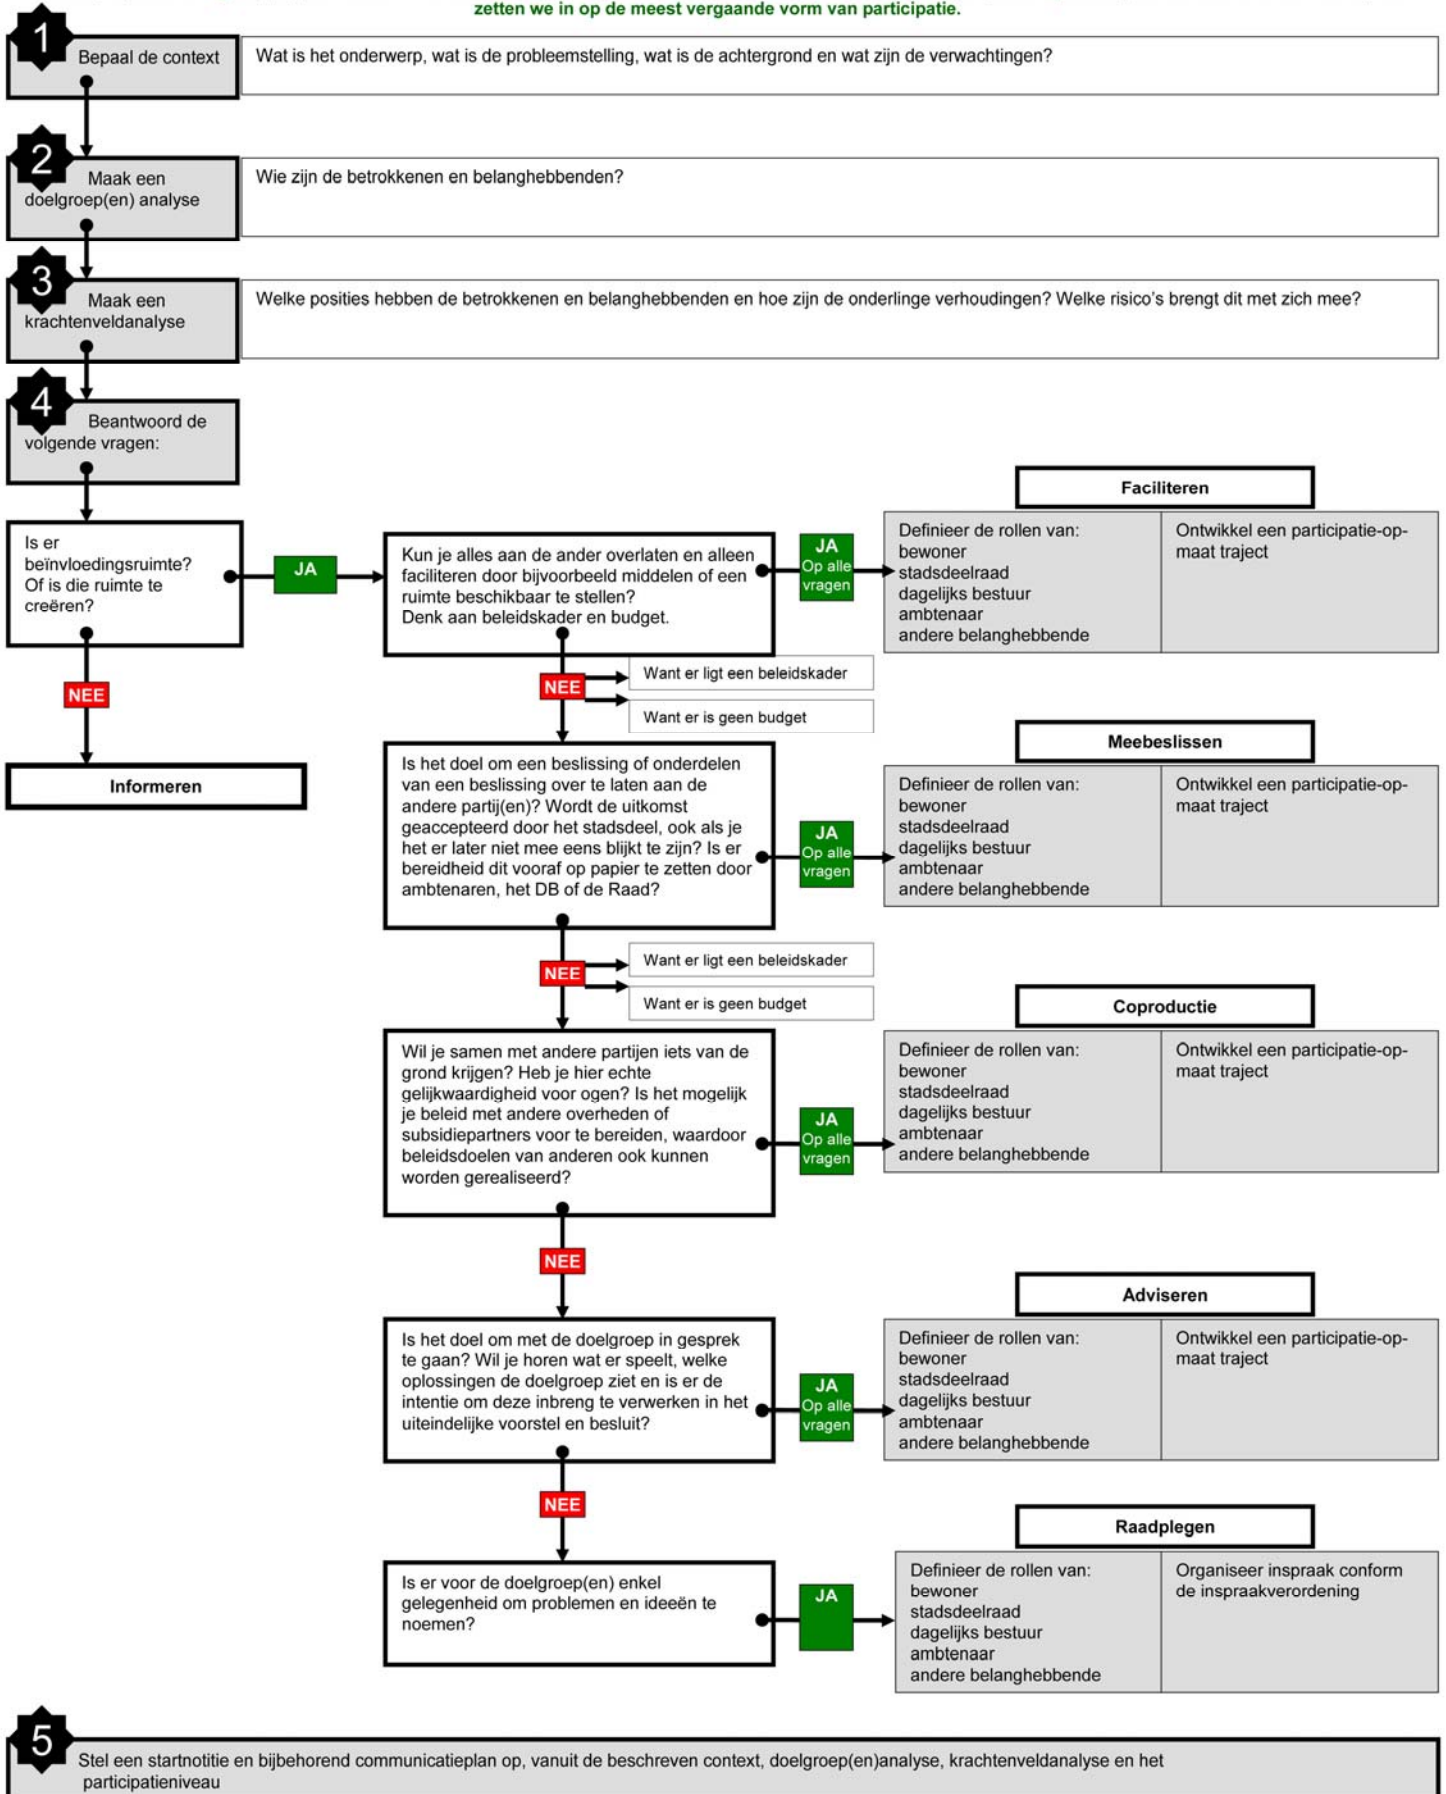 zetten we in op de meest vergaande vorm van participatie.
1
Bepaal de context
Wat is het onderwerp, wat is de probleemstelling, wat is de achtergrond en wat zijn de verwachtingen?
2
Maak een
doelgroep(en) analyse
Wie zijn de betrokkenen en belanghebbenden?
3
Maak een
krachtenveldanalyse
Welke posities hebben de betrokkenen en belanghebbenden en hoe zijn de onderlinge verhoudingen? Welke risico's brengt dit met zich mee?
4
Beantwoord de
volgende vragen:
Is er
beïnvloedingsruimte?
Of is die ruimte te
creëren?
JA
NEE
Informeren
Kun je alles aan de ander overlaten en alleen
faciliteren door bijvoorbeeld middelen of een
ruimte beschikbaar te stellen?
Denk aan beleidskader en budget.
JA
Op alle
vragen
Faciliteren
Definieer de rollen van:
bewoner
stadsdeelraad
dagelijks bestuur
ambtenaar
andere belanghebbende
Ontwikkel een participatie-op-
maat traject
NEE
Want er ligt een beleidskader
Want er is geen budget
Is het doel om een beslissing of onderdelen
van een beslissing over te laten aan de
andere partij(en)? Wordt de uitkomst
geaccepteerd door het stadsdeel, ook als je
het er later niet mee eens blijkt te zijn? Is er
bereidheid dit vooraf op papier te zetten door
ambtenaren, het DB of de Raad?
JA
Op alle
vragen
Meebeslissen
Definieer de rollen van:
bewoner
stadsdeelraad
dagelijks bestuur
ambtenaar
andere belanghebbende
Ontwikkel een participatie-op-
maat traject
NEE
Want er ligt een beleidskader
Want er is geen budget
Wil je samen met andere partijen iets van de
grond krijgen? Heb je hier echte
gelijkwaardigheid voor ogen? Is het mogelijk
je beleid met andere overheden of
subsidiepartners voor te bereiden, waardoor
beleidsdoelen van anderen ook kunnen
worden gerealiseerd?
JA
Op alle
vragen
Coproductie
Definieer de rollen van:
bewoner
stadsdeelraad
dagelijks bestuur
ambtenaar
andere belanghebbende
Ontwikkel een participatie-op-
maat traject
NEE
Is het doel om met de doelgroep in gesprek
te gaan? Wil je horen wat er speelt, welke
oplossingen de doelgroep ziet en is er de
intentie om deze inbreng te verwerken in het
uiteindelijke voorstel en besluit?
JA
Op alle
vragen
Adviseren
Definieer de rollen van:
bewoner
stadsdeelraad
dagelijks bestuur
ambtenaar
andere belanghebbende
Ontwikkel een participatie-op-
maat traject
NEE
Is er voor de doelgroep(en) enkel
gelegenheid om problemen en ideeën te
noemen?
JA
Raadplegen
Definieer de rollen van:
bewoner
stadsdeelraad
dagelijks bestuur
ambtenaar
andere belanghebbende
Organiseer inspraak conform
de inspraakverordening
5
Stel een startnotitie en bijbehorend communicatieplan op, vanuit de beschreven context, doelgroep(en)analyse, krachtenveldanalyse en het
participatieniveau